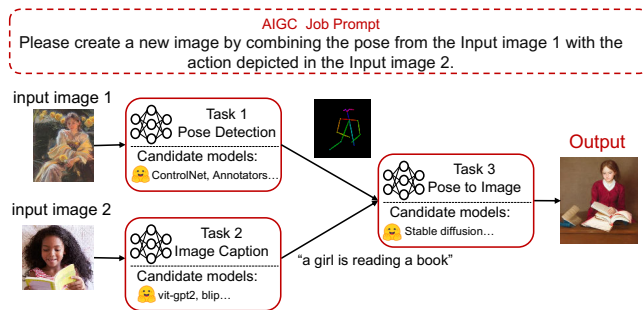 AIGC Job Prompt
Please create a new image by combining the pose from the Input image 1 with the
action depicted in the Input image 2.
input image 1
Task 1
Pose Detection
Candidate models:
ControlNet, Annotators...
input image 2
Task 2
Image Caption
Candidate models:
vit-gpt2, blip...
"a girl is reading a book"
Task 3
Pose to Image
Candidate models:
Stable diffusion...
Output